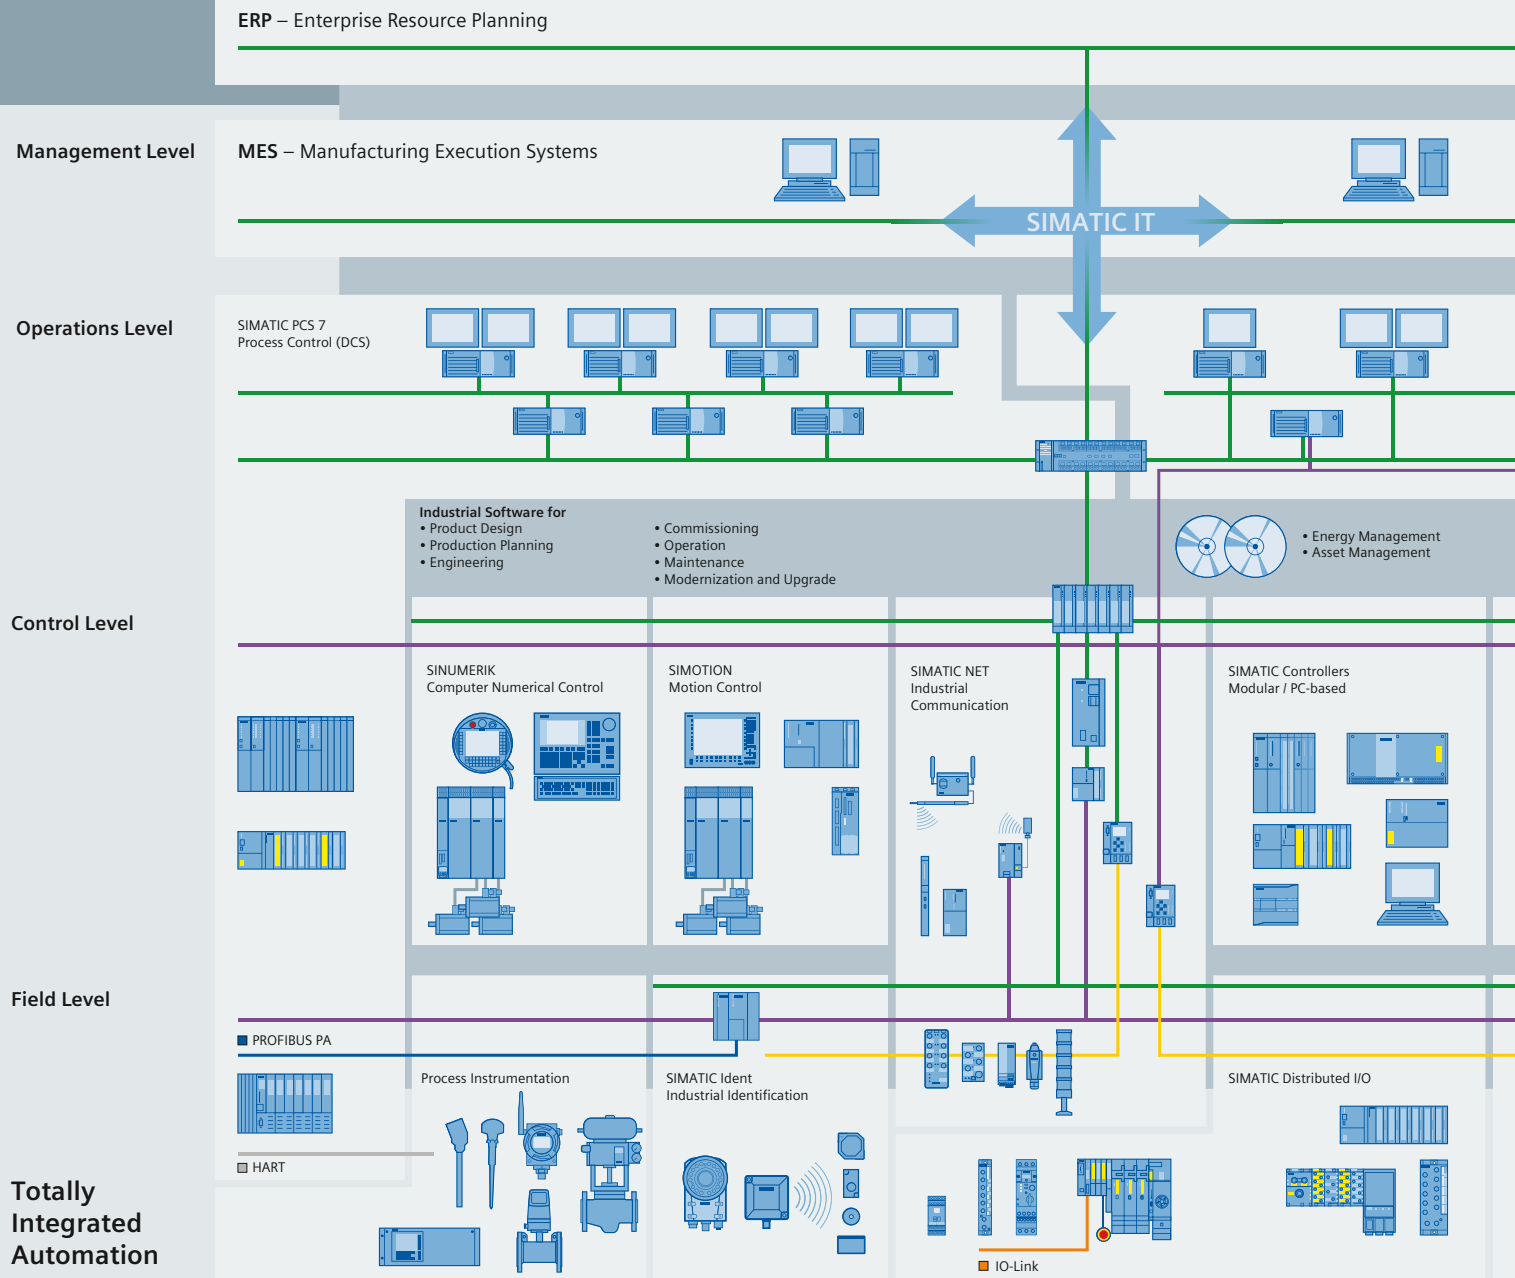 ERP – Enterprise Resource Planning
Management Level
MES – Manufacturing Execution Systems
SIMATIC IT
Operations Level
SIMATIC PCS 7
Process Control (DCS)
Industrial Software for
• Product Design
• Production Planning
• Engineering
• Commissioning
• Operation
• Maintenance
• Modernization and Upgrade
• Energy Management
• Asset Management
Control Level
SINUMERIK
Computer Numerical Control
SIMOTION
Motion Control
SIMATIC NET
Industrial
Communication
SIMATIC Controllers
Modular / PC-based
Field Level
PROFIBUS PA
Process Instrumentation
SIMATIC Ident
Industrial Identification
SIMATIC Distributed I/O
HART
Totally
Integrated
Automation
IO-Link